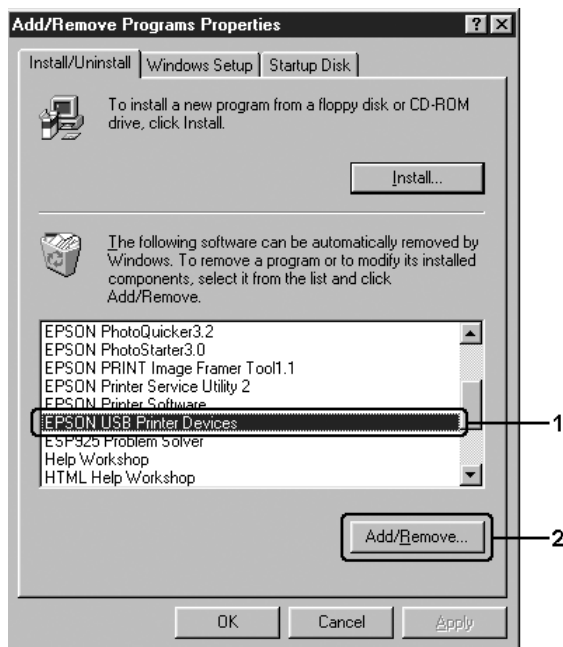 Add/Remove Programs Properties
Install/Uninstall Windows Setup Startup Disk
To install a new program from a floppy disk or CD-ROM
drive, click Install.
Install...
The following software can be automatically removed by
Windows. To remove a program or to modify its installed
components, select it from the list and click
Add/Remove.
EPSON PhotoQuicker3.2
EPSON PhotoStarter3.0
EPSON PRINT Image Framer Tool1.1
EPSON Printer Service Utility 2
EPSON Printer Software
EPSON USB Printer Devices
1
ESP925 Problem Solver
Help Workshop
HTML Help Workshop
Add/Remove...
2
OK Cancel Apply